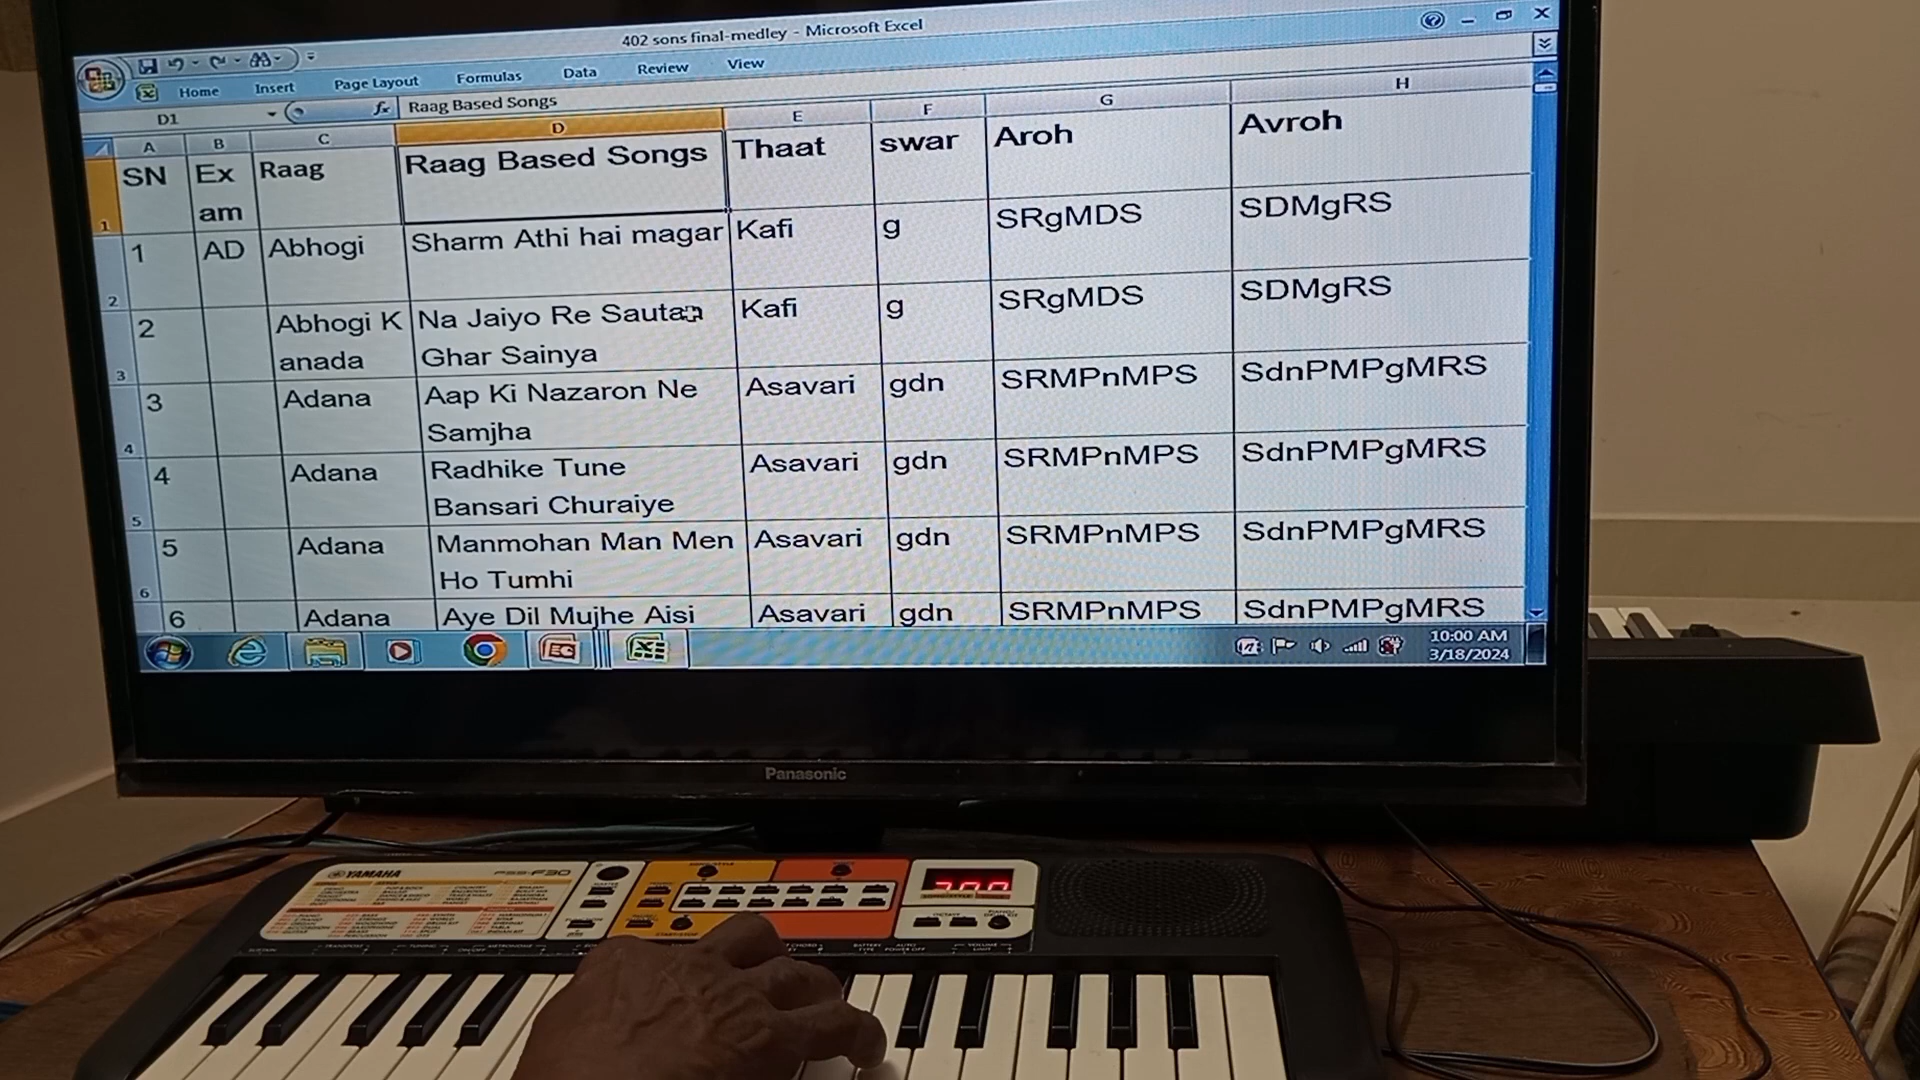 402 sons final-medley - Microsoft Excel
Home Insert Page Layout Formulas Data Review View
D1 fx Raag Based Songs
A B C D E F G H
1 SN Ex am Raag Raag Based Songs Thaat swar Aroh Avroh
2 1 AD Abhogi Sharm Athi hai magar Kafi g SRgMDS SDMgRS
3 2 Abhogi K anada Na Jaiyo Re Sautan Ghar Sainya Kafi g SRgMDS SDMgRS
4 3 Adana Aap Ki Nazaron Ne Samjha Asavari gdn SRMPnMPS SdnPMPgMRS
5 4 Adana Radhike Tune Bansari Churaiye Asavari gdn SRMPnMPS SdnPMPgMRS
6 5 Adana Manmohan Man Men Ho Tumhi Asavari gdn SRMPnMPS SdnPMPgMRS
6 Adana Aye Dil Mujhe Aisi Asavari gdn SRMPnMPS SdnPMPgMRS
10:00 AM
3/18/2024
Panasonic
YAMAHA PSS-F30